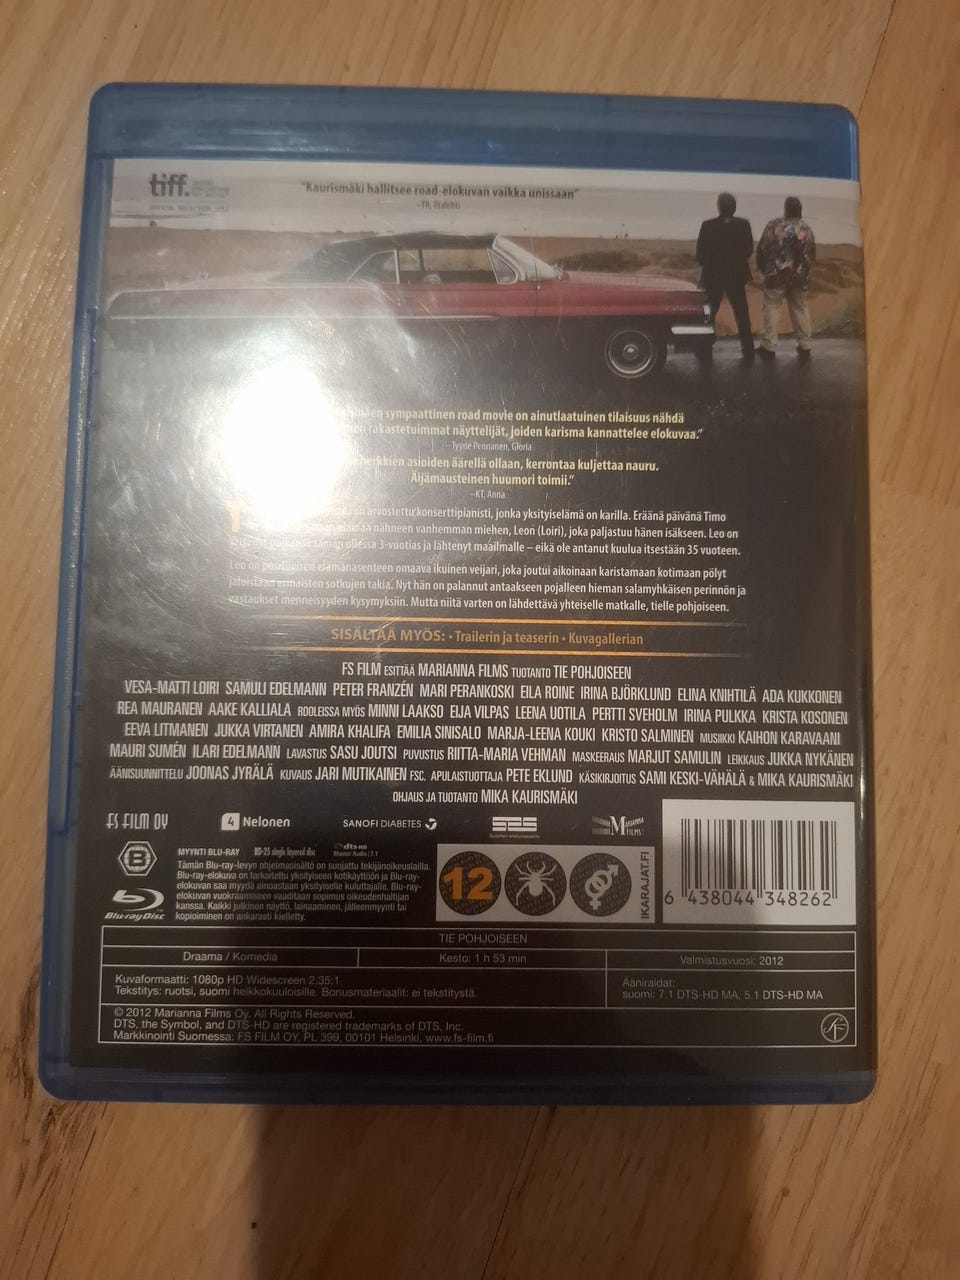 tiff.
OFFICIAL SELECTION 2012
"Kaurismäki hallitsee road-elokuvan vaikka unissaan"
–TR, Iltalehti
sympaattinen road movie on ainutlaatuinen tilaisuus nähdä
rakastetuimmat näyttelijät, joiden karisma kannattelee elokuvaa."
–Tyyne Pennanen, Gloria
herkkien asioiden äärellä ollaan, kerrontaa kuljettaa nauru.
Äijämausteinen huumori toimii."
–KT, Anna
on arvostettu konserttipianisti, jonka yksityiselämä on karilla. Eräänä päivänä Timo
nähneen vanhemman miehen, Leon (Loiri), joka paljastuu hänen isäkseen. Leo on
tämän ollessa 3-vuotias ja lähtenyt maailmalle – eikä ole antanut kuulua itsestään 35 vuoteen.
Leo on positiivisen elämänasenteen omaava ikuinen veijari, joka joutui aikoinaan karistamaan kotimaan pölyt
jaloistaan erinäisten sotkujen takia. Nyt hän on palannut antaakseen pojalleen hieman salamyhkäisen perinnön ja
vastaukset menneisyyden kysymyksiin. Mutta niitä varten on lähdettävä yhteiselle matkalle, tielle pohjoiseen.
SISÄLTÄÄ MYÖS: • Trailerin ja teaserin • Kuvagallerian
FS FILM ESITTÄÄ MARIANNA FILMS TUOTANTO TIE POHJOISEEN
VESA-MATTI LOIRI SAMULI EDELMANN PETER FRANZÉN MARI PERANKOSKI EILA ROINE IRINA BJÖRKLUND ELINA KNIHTILÄ ADA KUKKONEN
REA MAURANEN AAKE KALLIALA ROOLEISSA MYÖS MINNI LAAKSO EIJA VILPAS LEENA UOTILA PERTTI SVEHOLM IRINA PULKKA KRISTA KOSONEN
EEVA LITMANEN JUKKA VIRTANEN AMIRA KHALIFA EMILIA SINISALO MARJA-LEENA KOUKI KRISTO SALMINEN MUSIIKKI KAIHON KARAVAANI
MAURI SUMÉN ILARI EDELMANN LAVASTUS SASU JOUTSI PUVUSTUS RIITTA-MARIA VEHMAN MASKEERAUS MARJUT SAMULIN LEIKKAUS JUKKA NYKÄNEN
ÄÄNISUUNNITTELU JOONAS JYRÄLÄ KUVAUS JARI MUTIKAINEN FSC. APULAISTUOTTAJA PETE EKLUND KÄSIKIRJOITUS SAMI KESKI-VÄHÄLÄ & MIKA KAURISMÄKI
OHJAUS JA TUOTANTO MIKA KAURISMÄKI
FS FILM OY 4 Nelonen SANOFI DIABETES SES MARIANNA FILMS
Suomen elokuvasäätiö
B
MYYNTI BLU-RAY BD-25 single layered disc dts-HD Master Audio | 7.1
Tämän Blu-ray-levyn ohjelmasisältö on suojattu tekijänoikeuslailla.
Blu-ray-elokuva on tarkoitettu yksityiseen kotikäyttöön ja Blu-ray-
elokuvan saa myydä ainoastaan yksityiselle kuluttajalle. Blu-ray-
elokuvan vuokraamiseen vaaditaan sopimus oikeudenhaltijan
kanssa. Kaikki julkinen näyttö, lainaaminen, jälleenmyynti tai
kopioiminen on ankarasti kielletty.
Blu-ray Disc
12
IKARAJAT.FI
6 438044 348262
TIE POHJOISEEN
Draama / Komedia Kesto: 1 h 53 min Valmistusvuosi: 2012
Kuvaformaatti: 1080p HD Widescreen 2.35:1
Tekstitys: ruotsi, suomi heikkokuuloisille. Bonusmateriaalit: ei tekstitystä.
Ääniraidat:
suomi: 7.1 DTS-HD MA, 5.1 DTS-HD MA
© 2012 Marianna Films Oy. All Rights Reserved.
DTS, the Symbol, and DTS-HD are registered trademarks of DTS, Inc.
Markkinointi Suomessa: FS FILM OY, PL 399, 00101 Helsinki, www.fs-film.fi
SF